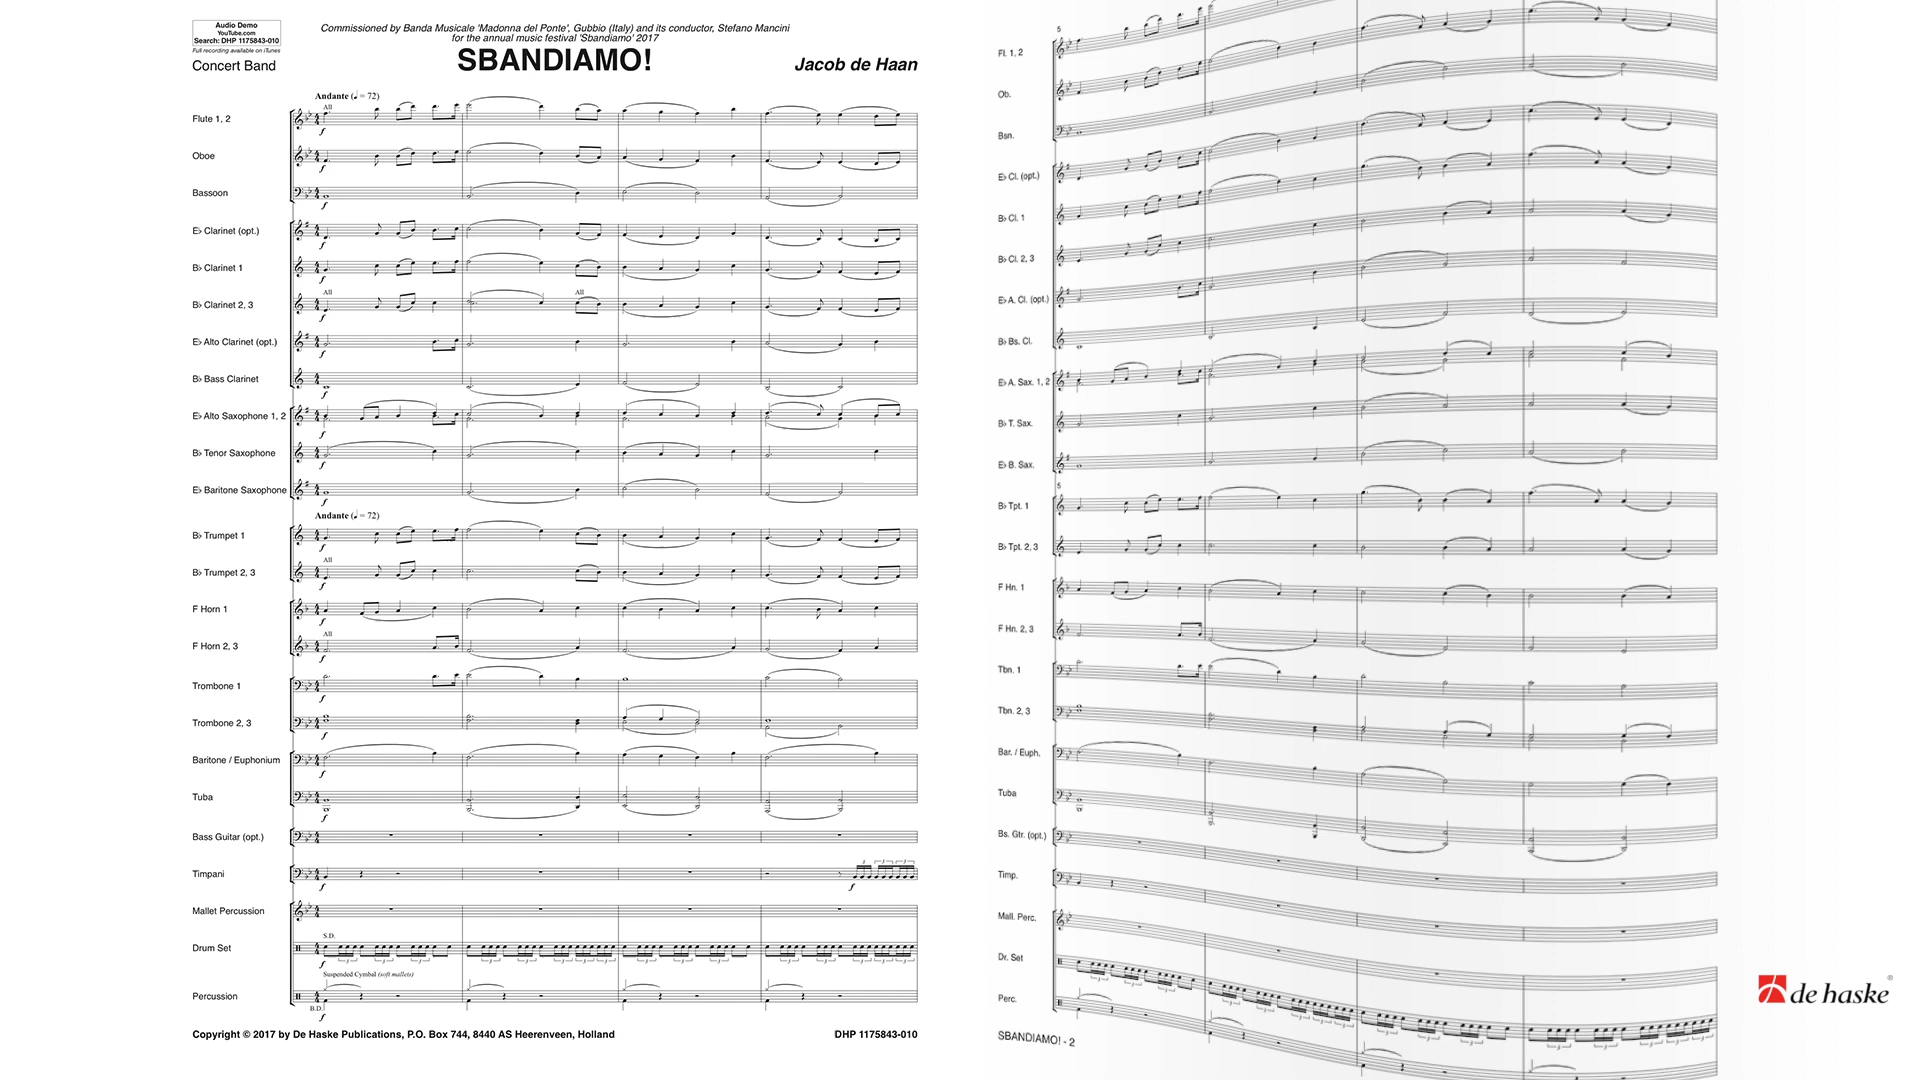 Audio Demo
YouTube.com
Search: DHP 1175843-010
Full recording available on iTunes
Concert Band
Commissioned by Banda Musicale 'Madonna del Ponte', Gubbio (Italy) and its conductor, Stefano Mancini
for the annual music festival 'Sbandiamo' 2017
SBANDIAMO!
Jacob de Haan
Andante (♩ = 72)
All
Flute 1, 2
f
Oboe
f
Bassoon
f
E♭ Clarinet (opt.)
f
B♭ Clarinet 1
f
All
All
B♭ Clarinet 2, 3
f
E♭ Alto Clarinet (opt.)
f
B♭ Bass Clarinet
f
E♭ Alto Saxophone 1, 2
f
B♭ Tenor Saxophone
f
E♭ Baritone Saxophone
f
Andante (♩ = 72)
B♭ Trumpet 1
f
All
B♭ Trumpet 2, 3
f
F Horn 1
f
All
F Horn 2, 3
f
Trombone 1
f
Trombone 2, 3
f
Baritone / Euphonium
f
Tuba
f
Bass Guitar (opt.)
Timpani
f
f
Mallet Percussion
S.D.
Drum Set
f
Suspended Cymbal (soft mallets)
Percussion
B.D.
f
Copyright © 2017 by De Haske Publications, P.O. Box 744, 8440 AS Heerenveen, Holland
DHP 1175843-010
5
Fl. 1, 2
Ob.
Bsn.
E♭ Cl. (opt.)
B♭ Cl. 1
B♭ Cl. 2, 3
E♭ A. Cl. (opt.)
B♭ Bs. Cl.
E♭ A. Sax. 1, 2
B♭ T. Sax.
E♭ B. Sax.
5
B♭ Tpt. 1
B♭ Tpt. 2, 3
F Hn. 1
F Hn. 2, 3
Tbn. 1
Tbn. 2, 3
Bar. / Euph.
Tuba
Bs. Gtr. (opt.)
Timp.
Mall. Perc.
Dr. Set
Perc.
SBANDIAMO! - 2
de haske®